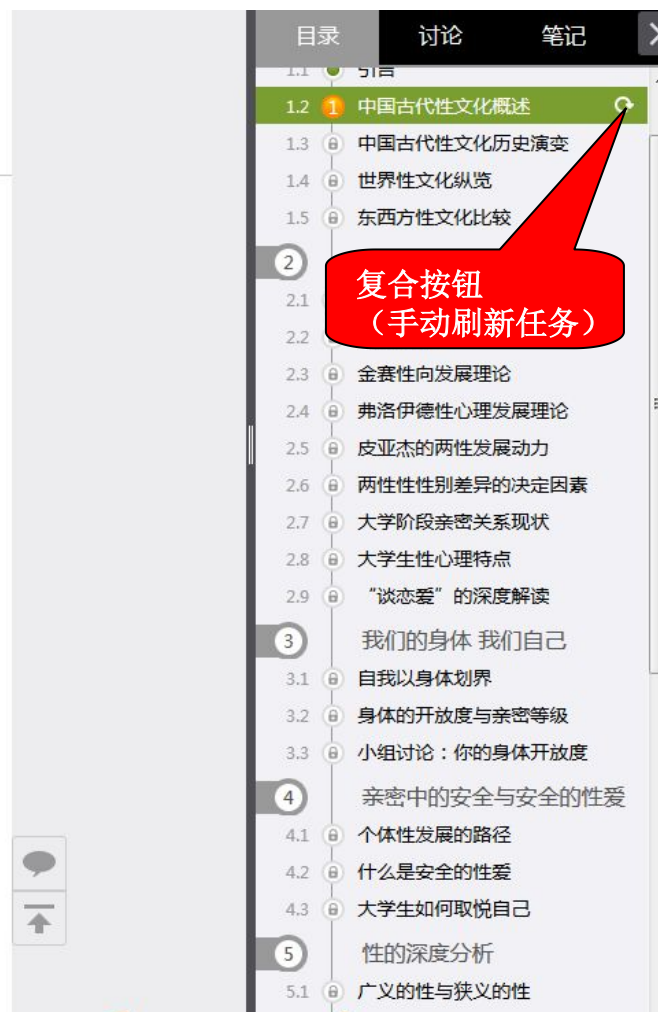 目录 讨论 笔记
1.1 引言
1.2 1 中国古代性文化概述
1.3 中国古代性文化历史演变
1.4 世界性文化纵览
1.5 东西方性文化比较
2
复合按钮
（手动刷新任务）
2.1
2.2
2.3 金赛性向发展理论
2.4 弗洛伊德性心理发展理论
2.5 皮亚杰的两性发展动力
2.6 两性性性别差异的决定因素
2.7 大学阶段亲密关系现状
2.8 大学生性心理特点
2.9 “谈恋爱”的深度解读
3 我们的身体 我们自己
3.1 自我以身体划界
3.2 身体的开放度与亲密等级
3.3 小组讨论：你的身体开放度
4 亲密中的安全与安全的性爱
4.1 个体性发展的路径
4.2 什么是安全的性爱
4.3 大学生如何取悦自己
5 性的深度分析
5.1 广义的性与狭义的性